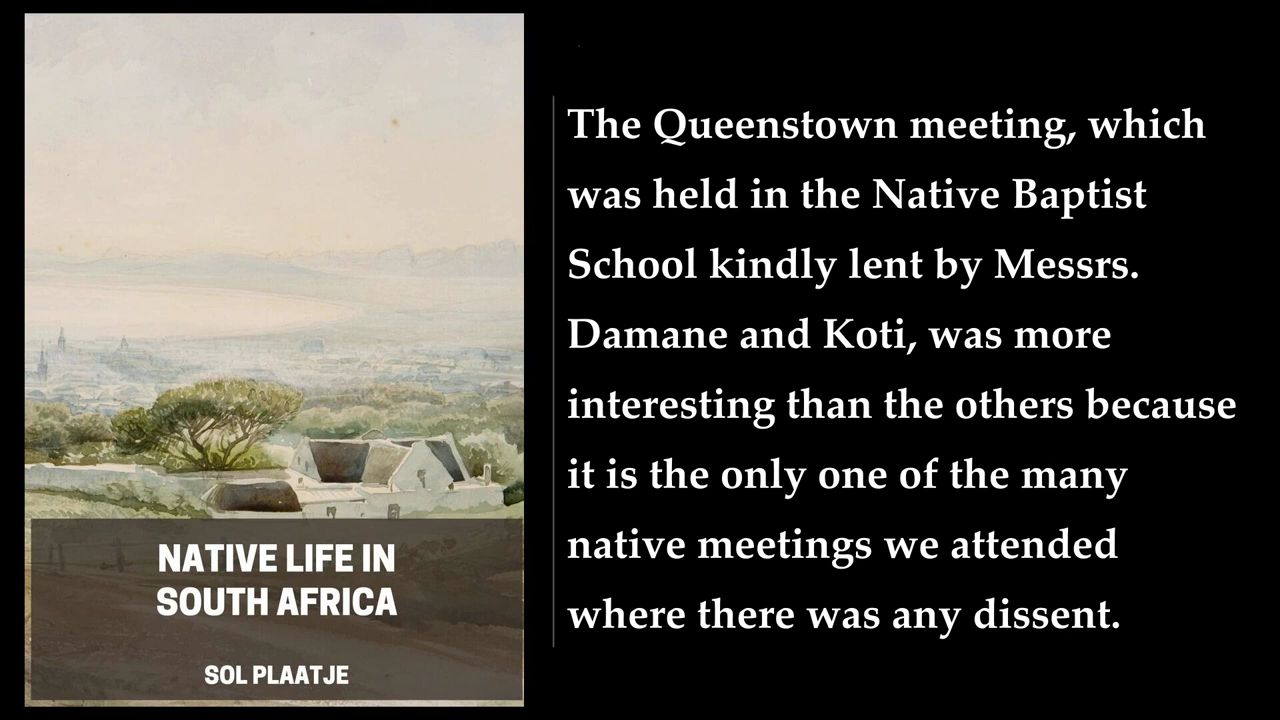 NATIVE LIFE IN
SOUTH AFRICA
SOL PLAATJE
The Queenstown meeting, which
was held in the Native Baptist
School kindly lent by Messrs.
Damane and Koti, was more
interesting than the others because
it is the only one of the many
native meetings we attended
where there was any dissent.